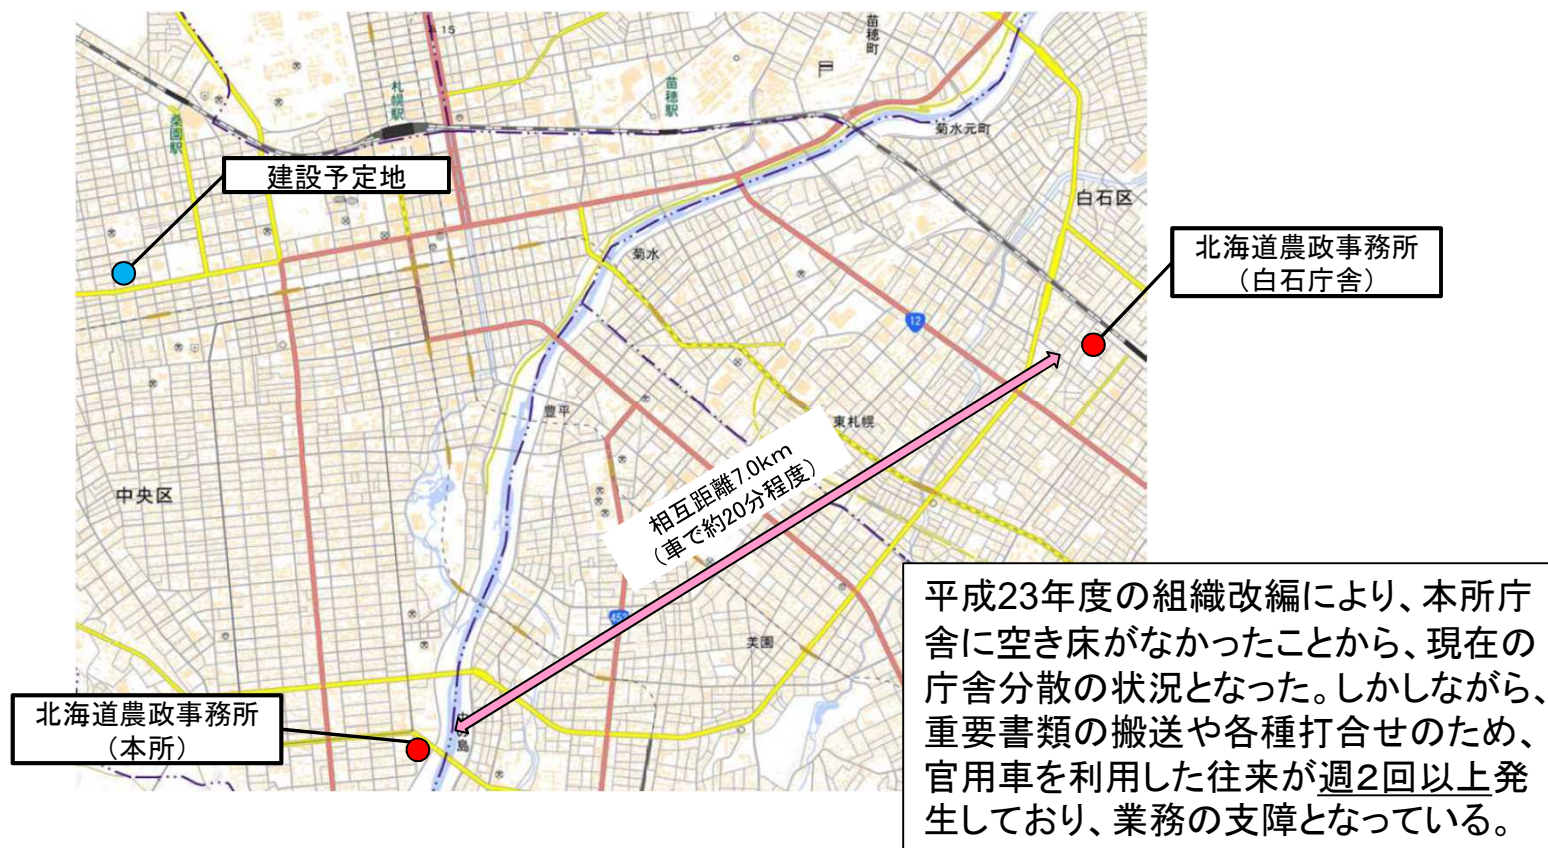 15
苗穂町
札幌駅
苗穂駅
桑園駅
菊水元町
建設予定地
白石区
菊水
北海道農政事務所
（白石庁舎）
12
豊平
東札幌
中央区
相互距離7.0km
（車で約20分程度）
453
美園
北海道農政事務所
（本所）
中の島
平成23年度の組織改編により、本所庁
舎に空き床がなかったことから、現在の
庁舎分散の状況となった。しかしながら、
重要書類の搬送や各種打合せのため、
官用車を利用した往来が週２回以上発
生しており、業務の支障となっている。